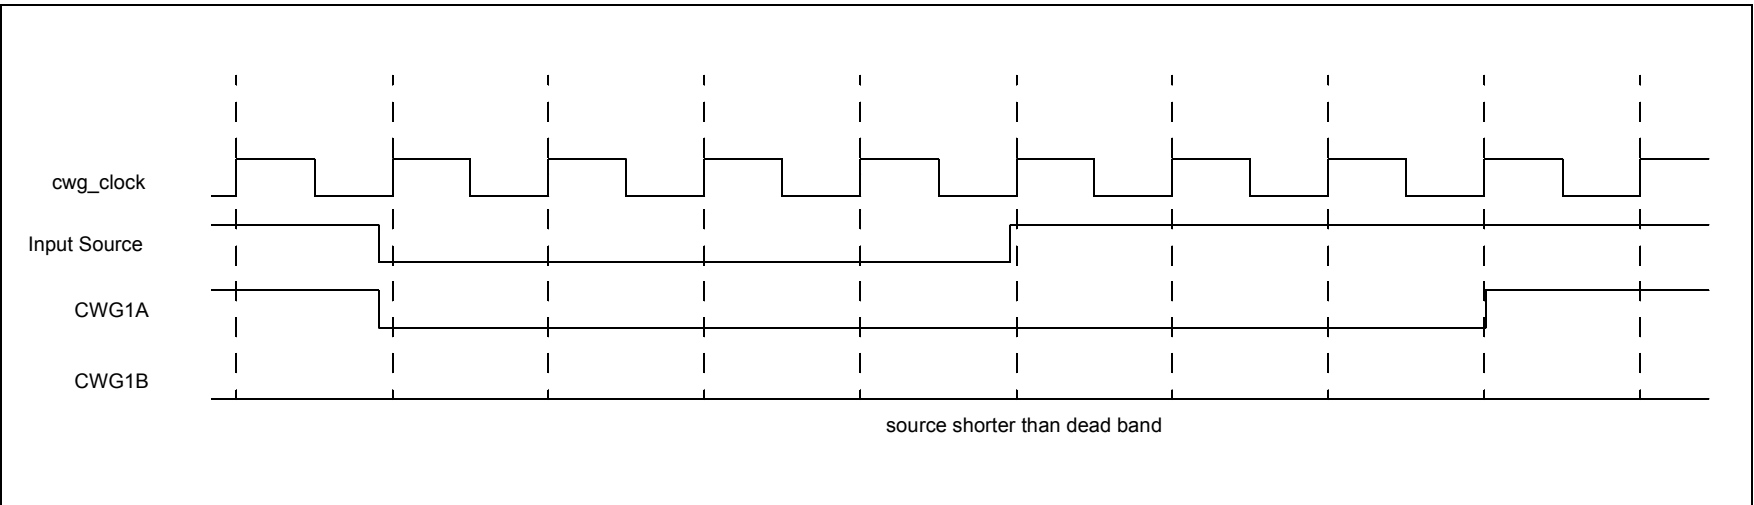 cwg_clock
Input Source
CWG1A
CWG1B
source shorter than dead band